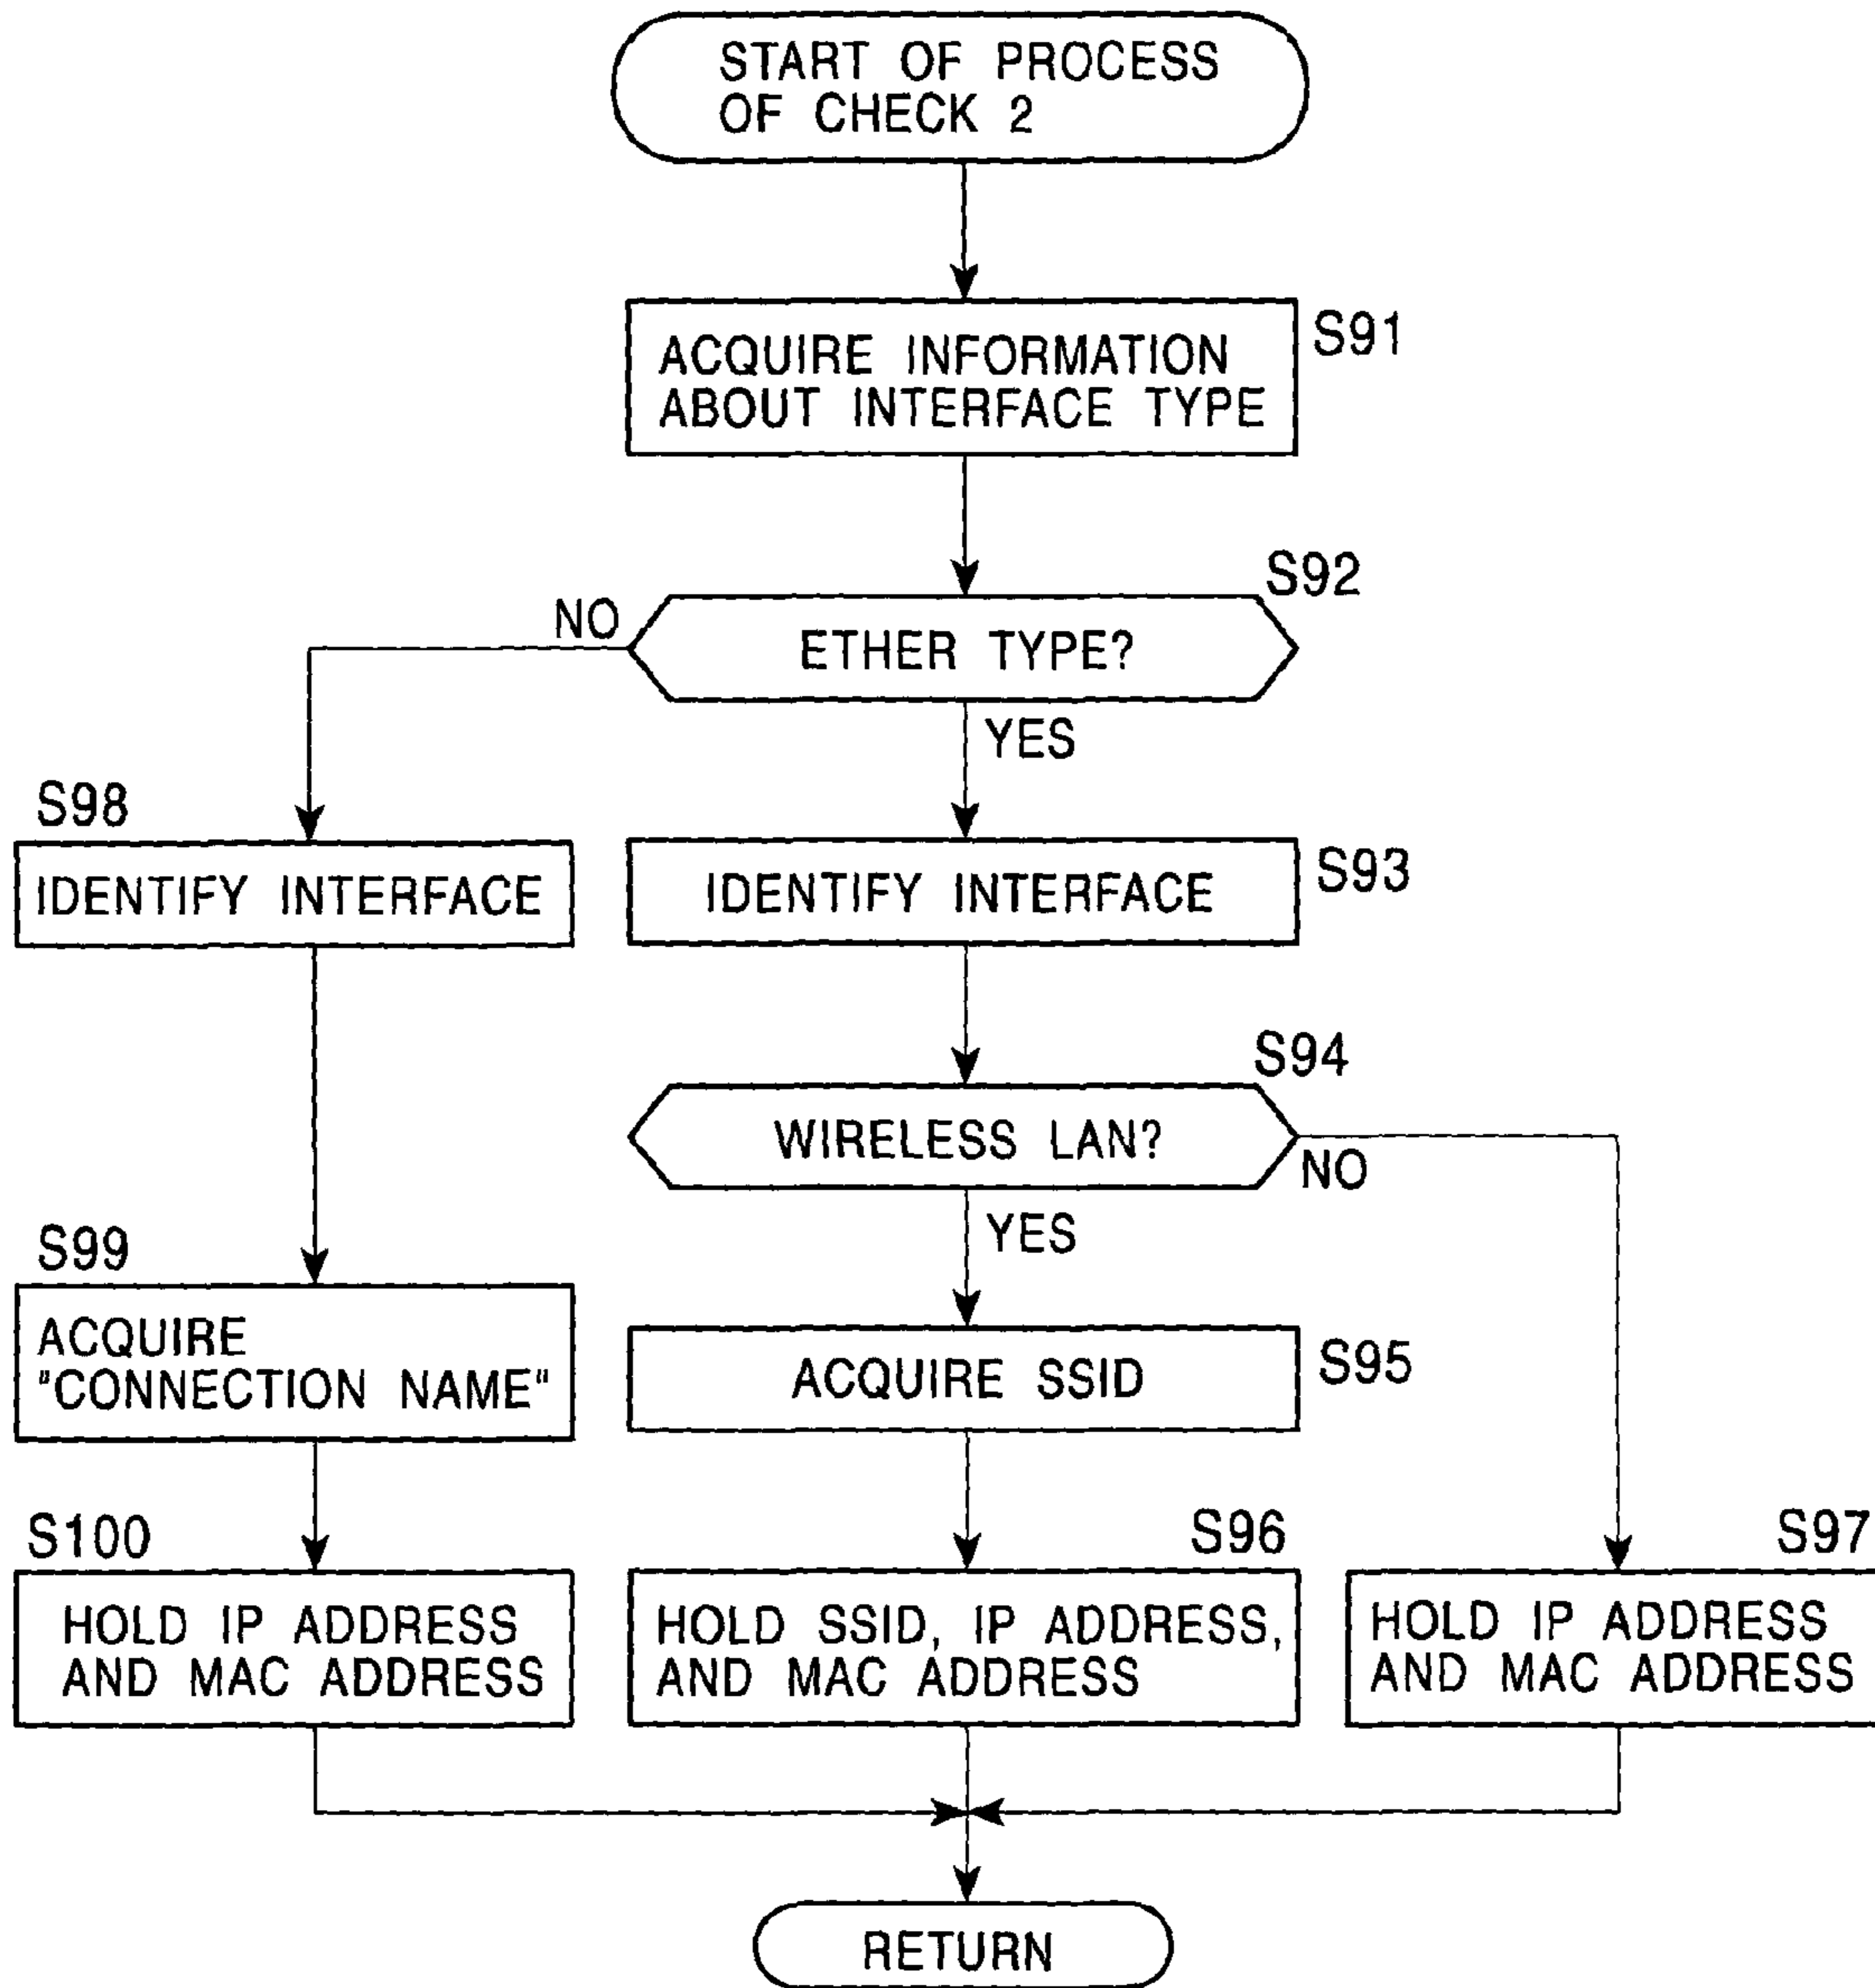 START OF PROCESS
OF CHECK 2
ACQUIRE INFORMATION
ABOUT INTERFACE TYPE
S91
S92
NO
ETHER TYPE?
YES
S98
IDENTIFY INTERFACE
IDENTIFY INTERFACE
S93
S94
WIRELESS LAN?
NO
YES
S99
ACQUIRE
"CONNECTION NAME"
ACQUIRE SSID
S95
S100
HOLD IP ADDRESS
AND MAC ADDRESS
S96
HOLD SSID, IP ADDRESS,
AND MAC ADDRESS
S97
HOLD IP ADDRESS
AND MAC ADDRESS
RETURN